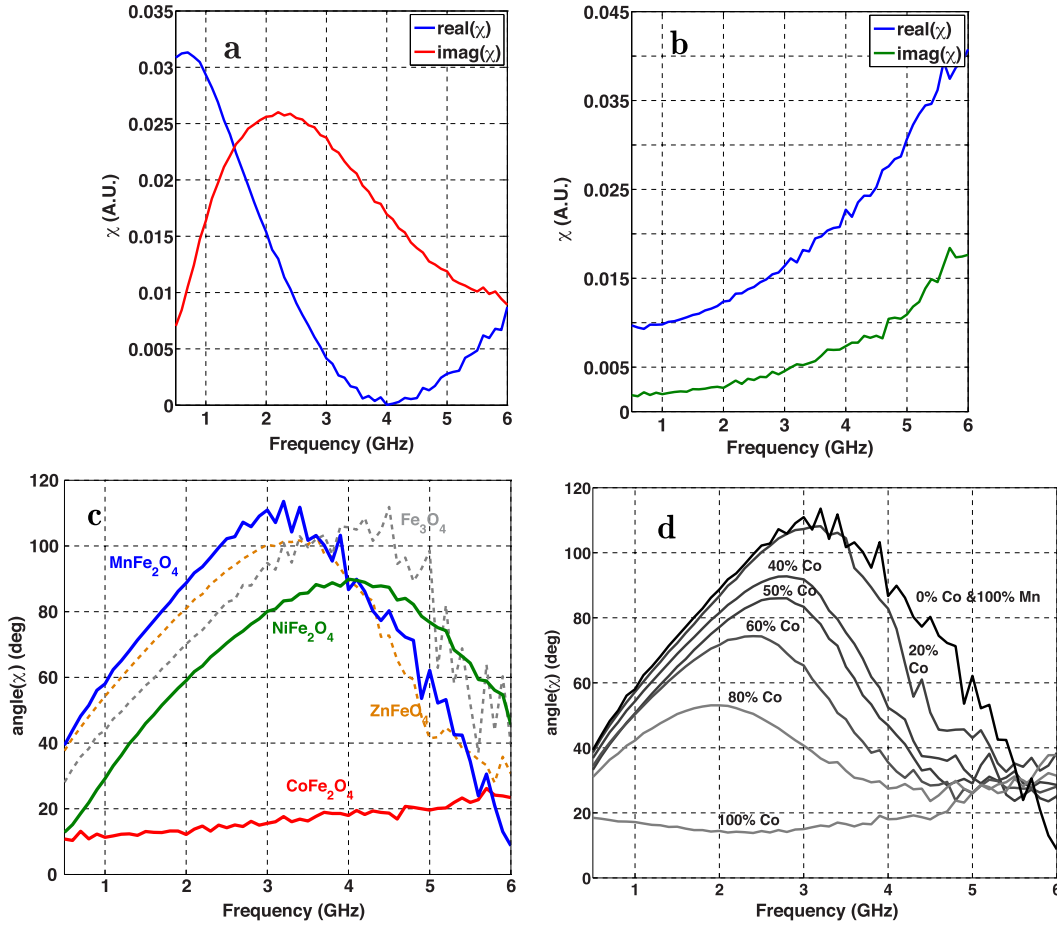 a
real(χ)
imag(χ)
0.035
0.03
0.025
0.02
0.015
0.01
0.005
0
χ (A.U.)
1 2 3 4 5 6
Frequency (GHz)
b
real(χ)
imag(χ)
0.045
0.035
0.025
0.015
0.005
0
χ (A.U.)
1 2 3 4 5 6
Frequency (GHz)
c
120
100
80
60
40
20
0
angle(χ) (deg)
MnFe2O4
Fe3O4
NiFe2O4
ZnFeO4
CoFe2O4
1 2 3 4 5 6
Frequency (GHz)
d
120
100
80
60
40
20
0
angle(χ) (deg)
40% Co
50% Co
60% Co
80% Co
100% Co
0% Co &100% Mn
20%
Co
1 2 3 4 5 6
Frequency (GHz)